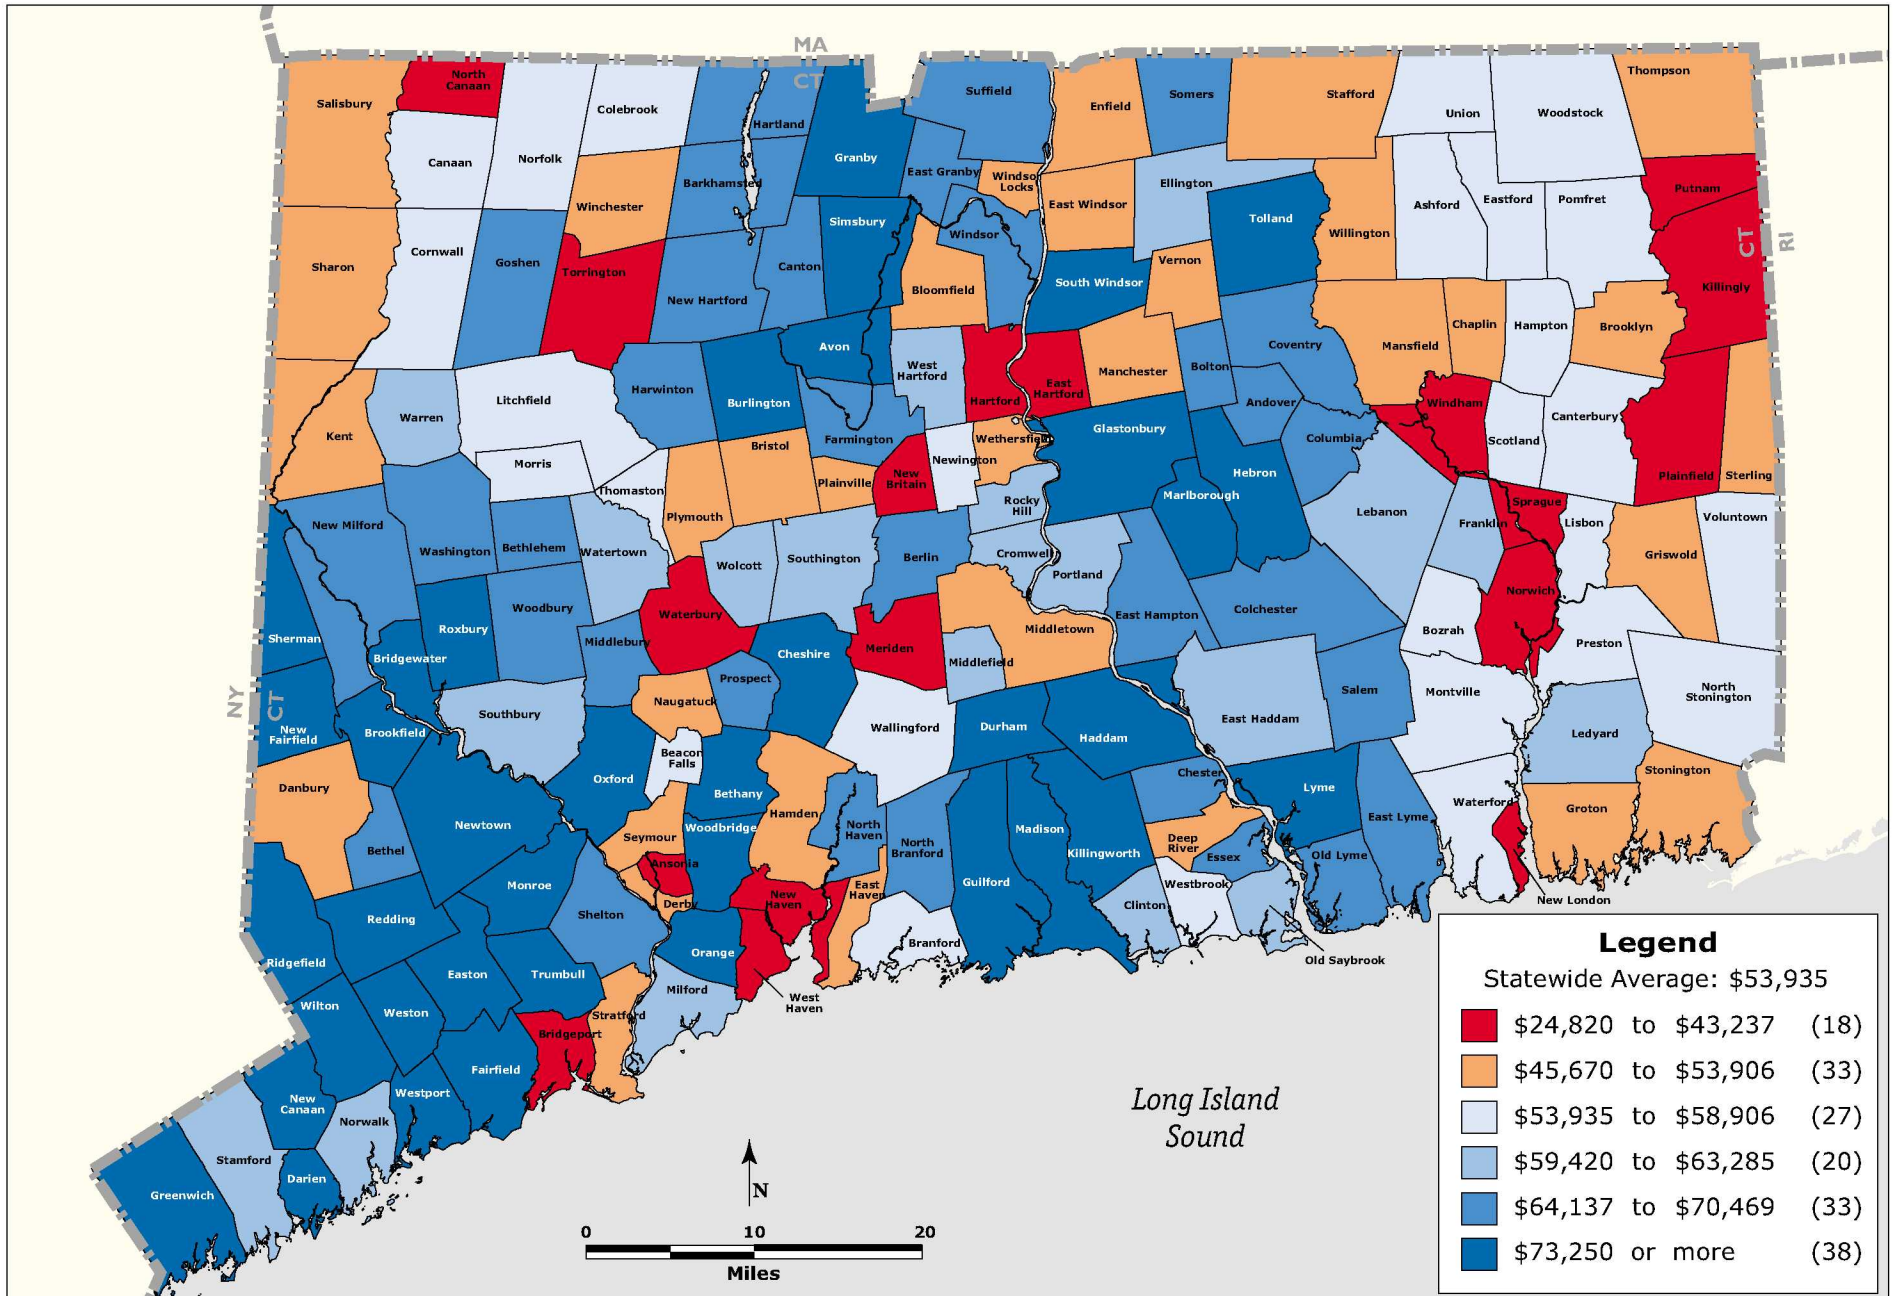 MA
CT
North
Canaan
Salisbury
Colebrook
Hartland
Suffield
Enfield
Somers
Stafford
Union
Woodstock
Thompson
Canaan
Norfolk
Granby
Barkhamsted
East Granby
Windsor
Locks
Ellington
Putnam
Winchester
East Windsor
Ashford
Eastford
Pomfret
Simsbury
Tolland
Willington
Windsor
CT
RI
Sharon
Cornwall
Goshen
Torrington
Canton
New Hartford
Bloomfield
South Windsor
Vernon
Killingly
Avon
West
Hartford
Hartford
East
Hartford
Manchester
Bolton
Coventry
Mansfield
Chaplin
Hampton
Brooklyn
Kent
Warren
Litchfield
Harwinton
Burlington
Farmington
Andover
Columbia
Windham
Scotland
Canterbury
Morris
Bristol
Newington
Wethersfield
Glastonbury
Hebron
Marlborough
Plainfield
Sterling
Thomaston
Plymouth
Plainville
New
Britain
Rocky
Hill
Lebanon
Franklin
Sprague
Lisbon
Voluntown
New Milford
Washington
Bethlehem
Watertown
Wolcott
Southington
Berlin
Cromwell
Portland
Griswold
Sherman
Roxbury
Woodbury
Waterbury
East Hampton
Colchester
Norwich
Bridgewater
Middlebury
Cheshire
Meriden
Middlefield
Middletown
Bozrah
Preston
NY
CT
Naugatuck
Prospect
Salem
Montville
North
Stonington
New
Fairfield
Brookfield
Southbury
Beacon
Falls
Wallingford
Durham
Haddam
East Haddam
Ledyard
Danbury
Oxford
Bethany
Chester
Lyme
Stonington
Bethel
Newtown
Seymour
Woodbridge
Hamden
North
Haven
North
Branford
Madison
Killingworth
Deep
River
Essex
Old Lyme
East Lyme
Waterford
Groton
Redding
Monroe
Shelton
Ansonia
Derby
New
Haven
East
Haven
Guilford
Clinton
Westbrook
New London
Ridgefield
Easton
Trumbull
Orange
Branford
Old Saybrook
Wilton
Weston
Stratford
Milford
West
Haven
Bridgeport
Fairfield
New
Canaan
Westport
Norwalk
Stamford
Darien
Greenwich
Long Island
Sound
N
0 10 20
Miles
Legend
Statewide Average: $53,935
$24,820 to $43,237 (18)
$45,670 to $53,906 (33)
$53,935 to $58,906 (27)
$59,420 to $63,285 (20)
$64,137 to $70,469 (33)
$73,250 or more (38)